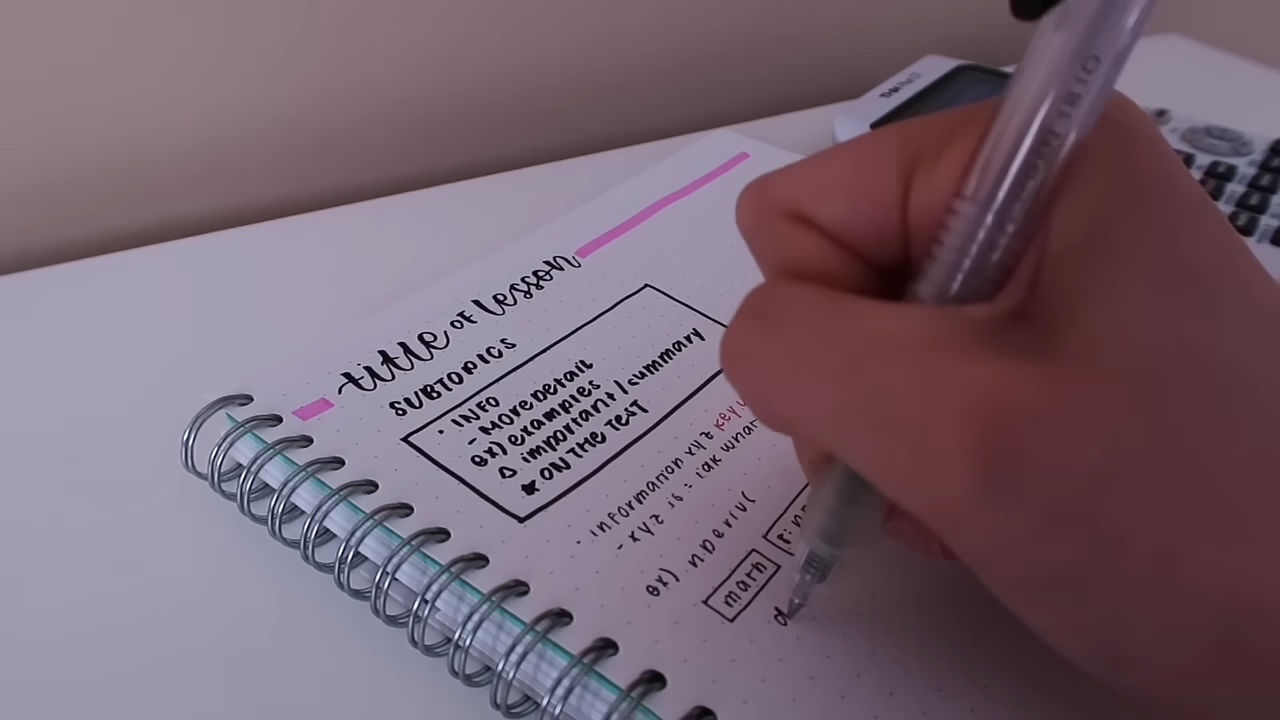 title of lesson
SUBTOPICS
• INFO
- MORE DETAIL
ex) examples
△ important / summary
★ ON THE TEST
• information xyz key
- xyz is: idk what
ex)
math